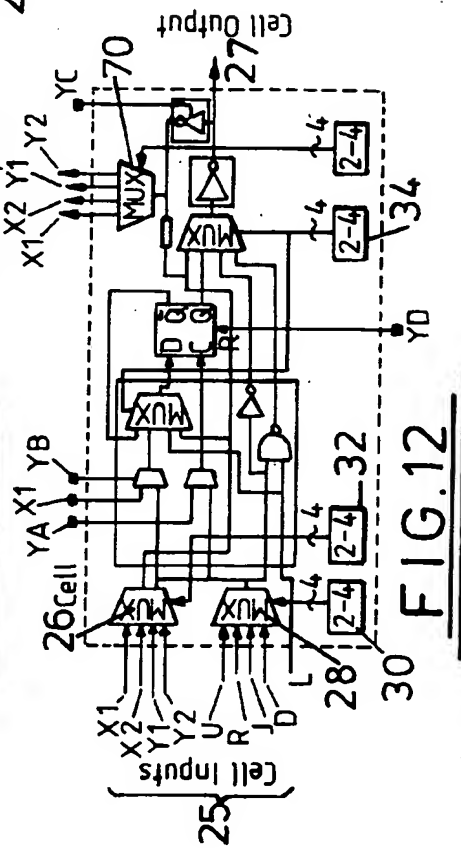 2
Cell Output
27
70
YC
X1
X2
Y1
Y2
MUX
2-4
4
34
2-4
4
MUX
D
Q
C
Q
R
YD
MUX
YB
X1
YA
26 Cell
MUX
32
2-4
4
MUX
28
2-4
4
30
L
X1
X2
Y1
Y2
U
R
J
D
Cell Inputs
25
FIG.12